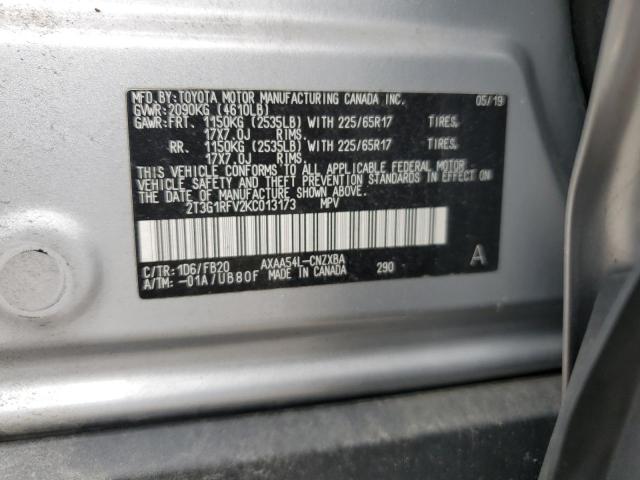 MFD.BY:TOYOTA MOTOR MANUFACTURING CANADA INC. 05/19
GVWR:2090KG (4610LB)
GAWR:FRT. 1150KG (2535LB) WITH 225/65R17 TIRES.
17X7.0J RIMS.
RR. 1150KG (2535LB) WITH 225/65R17 TIRES.
17X7.0J RIMS.
THIS VEHICLE CONFORMS TO ALL APPLICABLE FEDERAL MOTOR
VEHICLE SAFETY AND THEFT PREVENTION STANDARDS IN EFFECT ON
THE DATE OF MANUFACTURE SHOWN ABOVE.
2T3G1RFV2KC013173 MPV
C/TR:1D6/FB20 AXAA54L-CNZXBA 290 A
A/TM:-01A/UB80F MADE IN CANADA